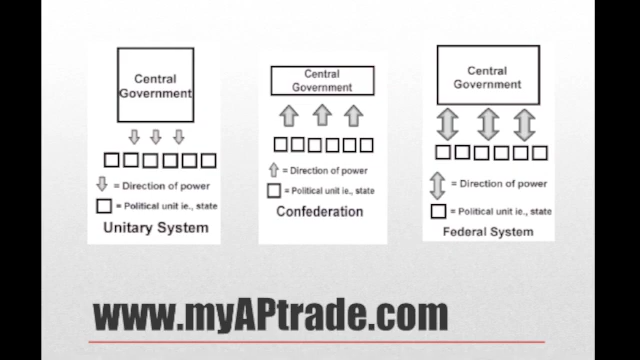 Central
Government
= Direction of power
= Political unit ie., state
Unitary System
Central
Government
= Direction of power
= Political unit ie., state
Confederation
Central
Government
= Direction of power
= Political unit ie., state
Federal System
www.myAPtrade.com